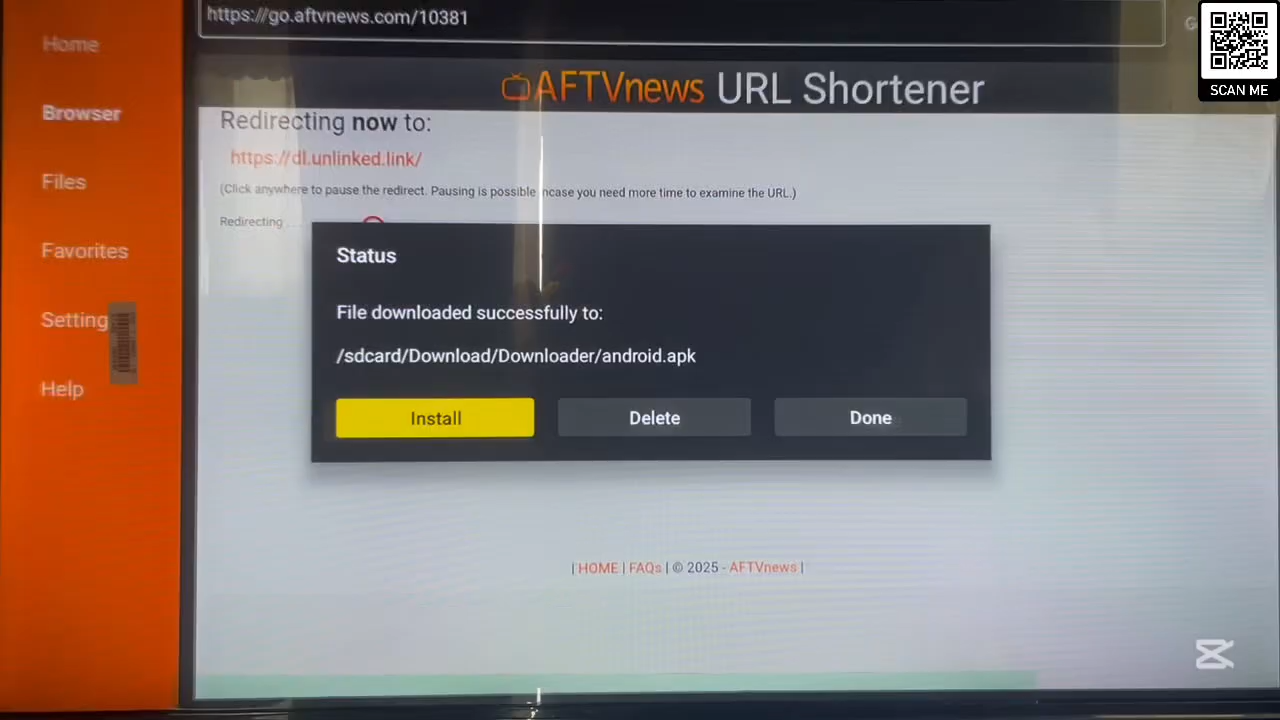 https://go.aftvnews.com/10381
SCAN ME
Home
Browser
Files
Favorites
Setting
Help
AFTVnews URL Shortener
Redirecting now to:
https://dl.unlinked.link/
(Click anywhere to pause the redirect. Pausing is possible incase you need more time to examine the URL.)
Redirecting . . .
Status
File downloaded successfully to:
/sdcard/Download/Downloader/android.apk
Install
Delete
Done
| HOME | FAQs | © 2025 - AFTVnews |